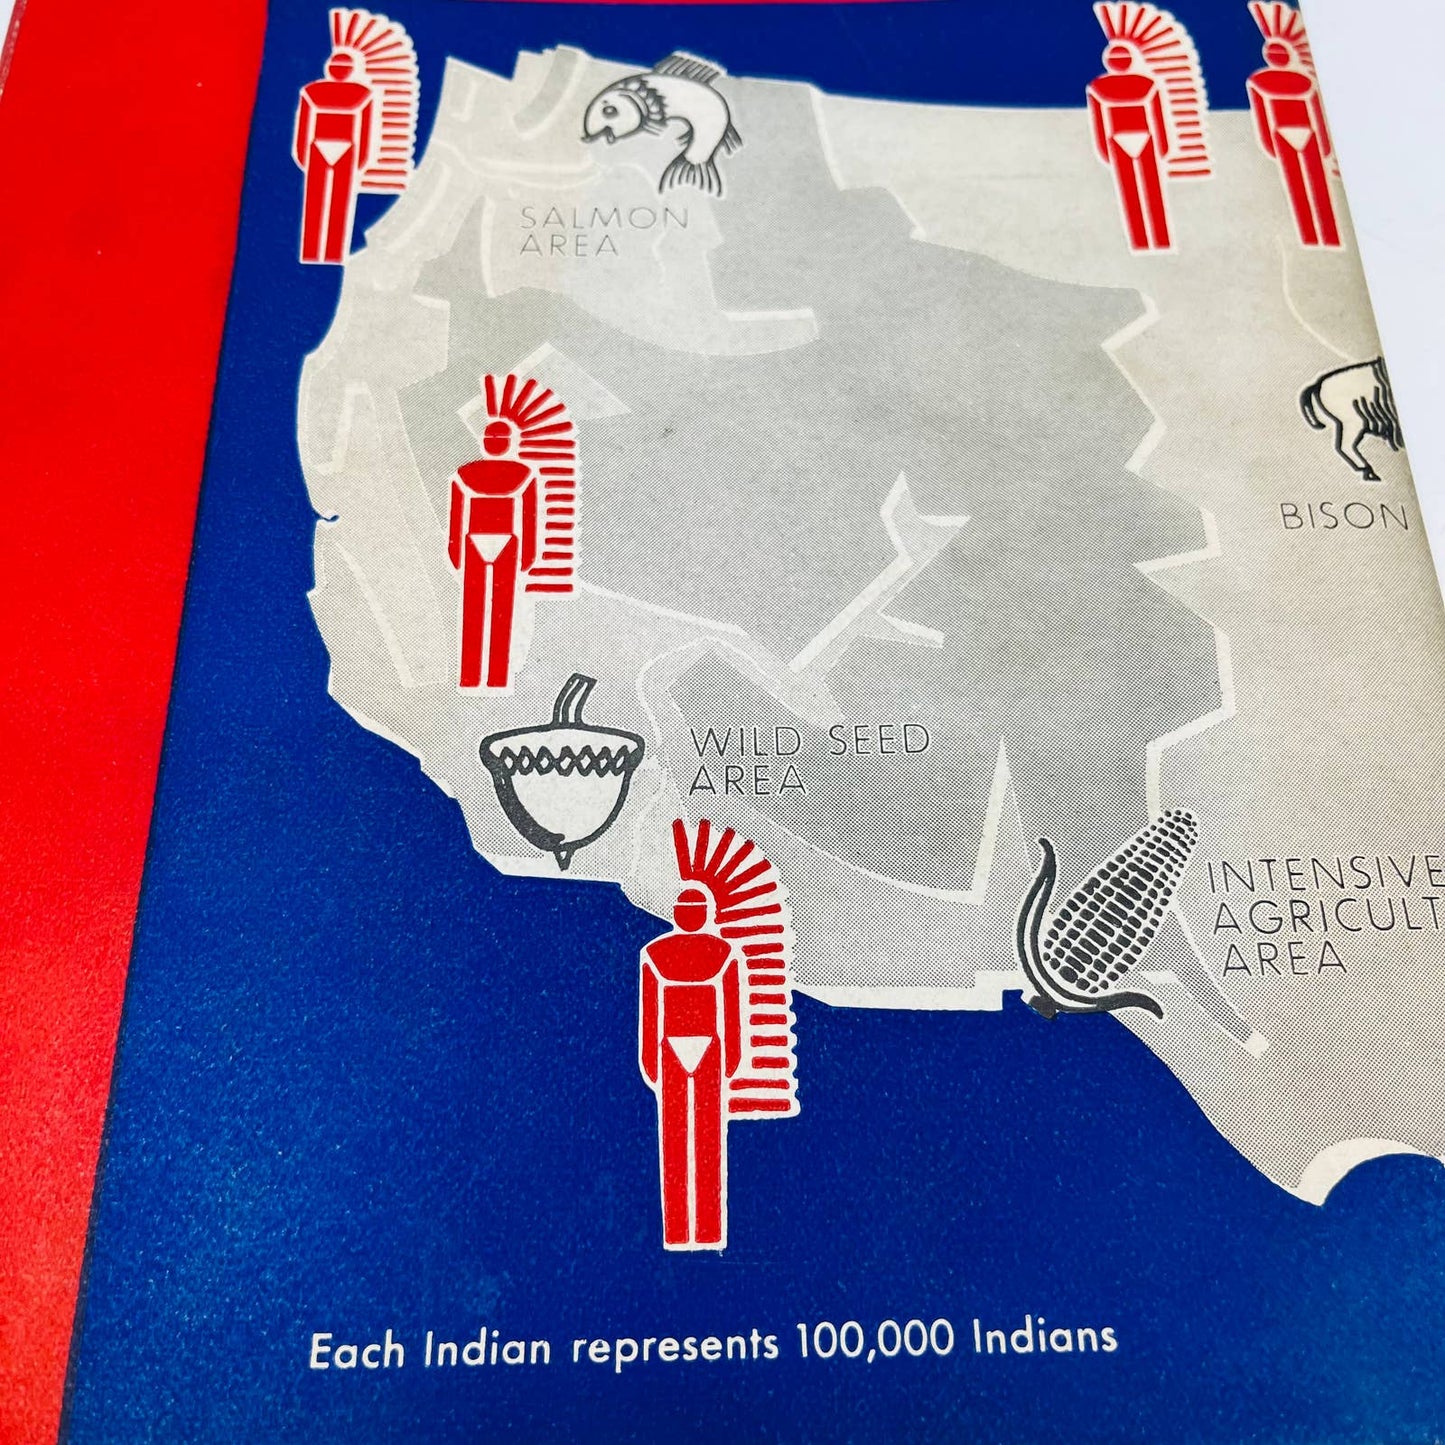 SALMON
AREA
BISON
WILD SEED
AREA
INTENSIVE
AGRICULT
AREA
Each Indian represents 100,000 Indians